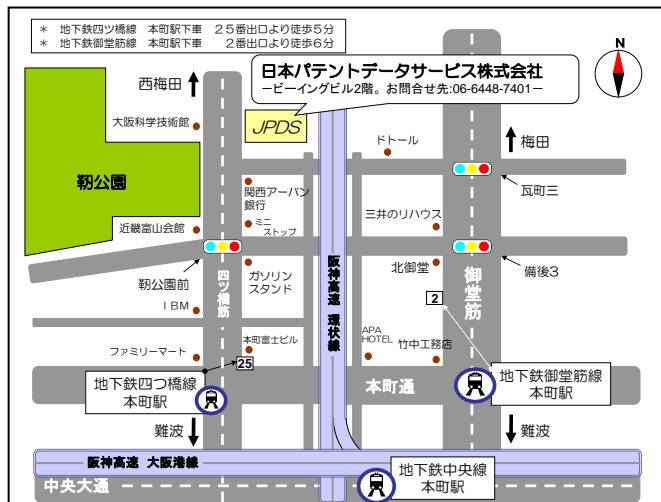 * 地下鉄四ツ橋線 本町駅下車 25番出口より徒歩5分
* 地下鉄御堂筋線 本町駅下車 2番出口より徒歩6分
日本パテントデータサービス株式会社
-ビーイングビル2階。お問合せ先:06-6448-7401-
N
西梅田
大阪科学技術館
JPDS
ドトール
梅田
靭公園
関西アーバン
銀行
瓦町三
近畿富山会館
ミニ
ストップ
三井のリハウス
靭公園前
四ツ橋筋
ガソリン
スタンド
阪神高速 環状線
北御堂
御堂筋
備後3
IBM
2
本町富士ビル
APA
HOTEL
竹中工務店
ファミリーマート
25
地下鉄四つ橋線
本町駅
本町通
地下鉄御堂筋線
本町駅
難波
難波
阪神高速 大阪港線
地下鉄中央線
本町駅
中央大通